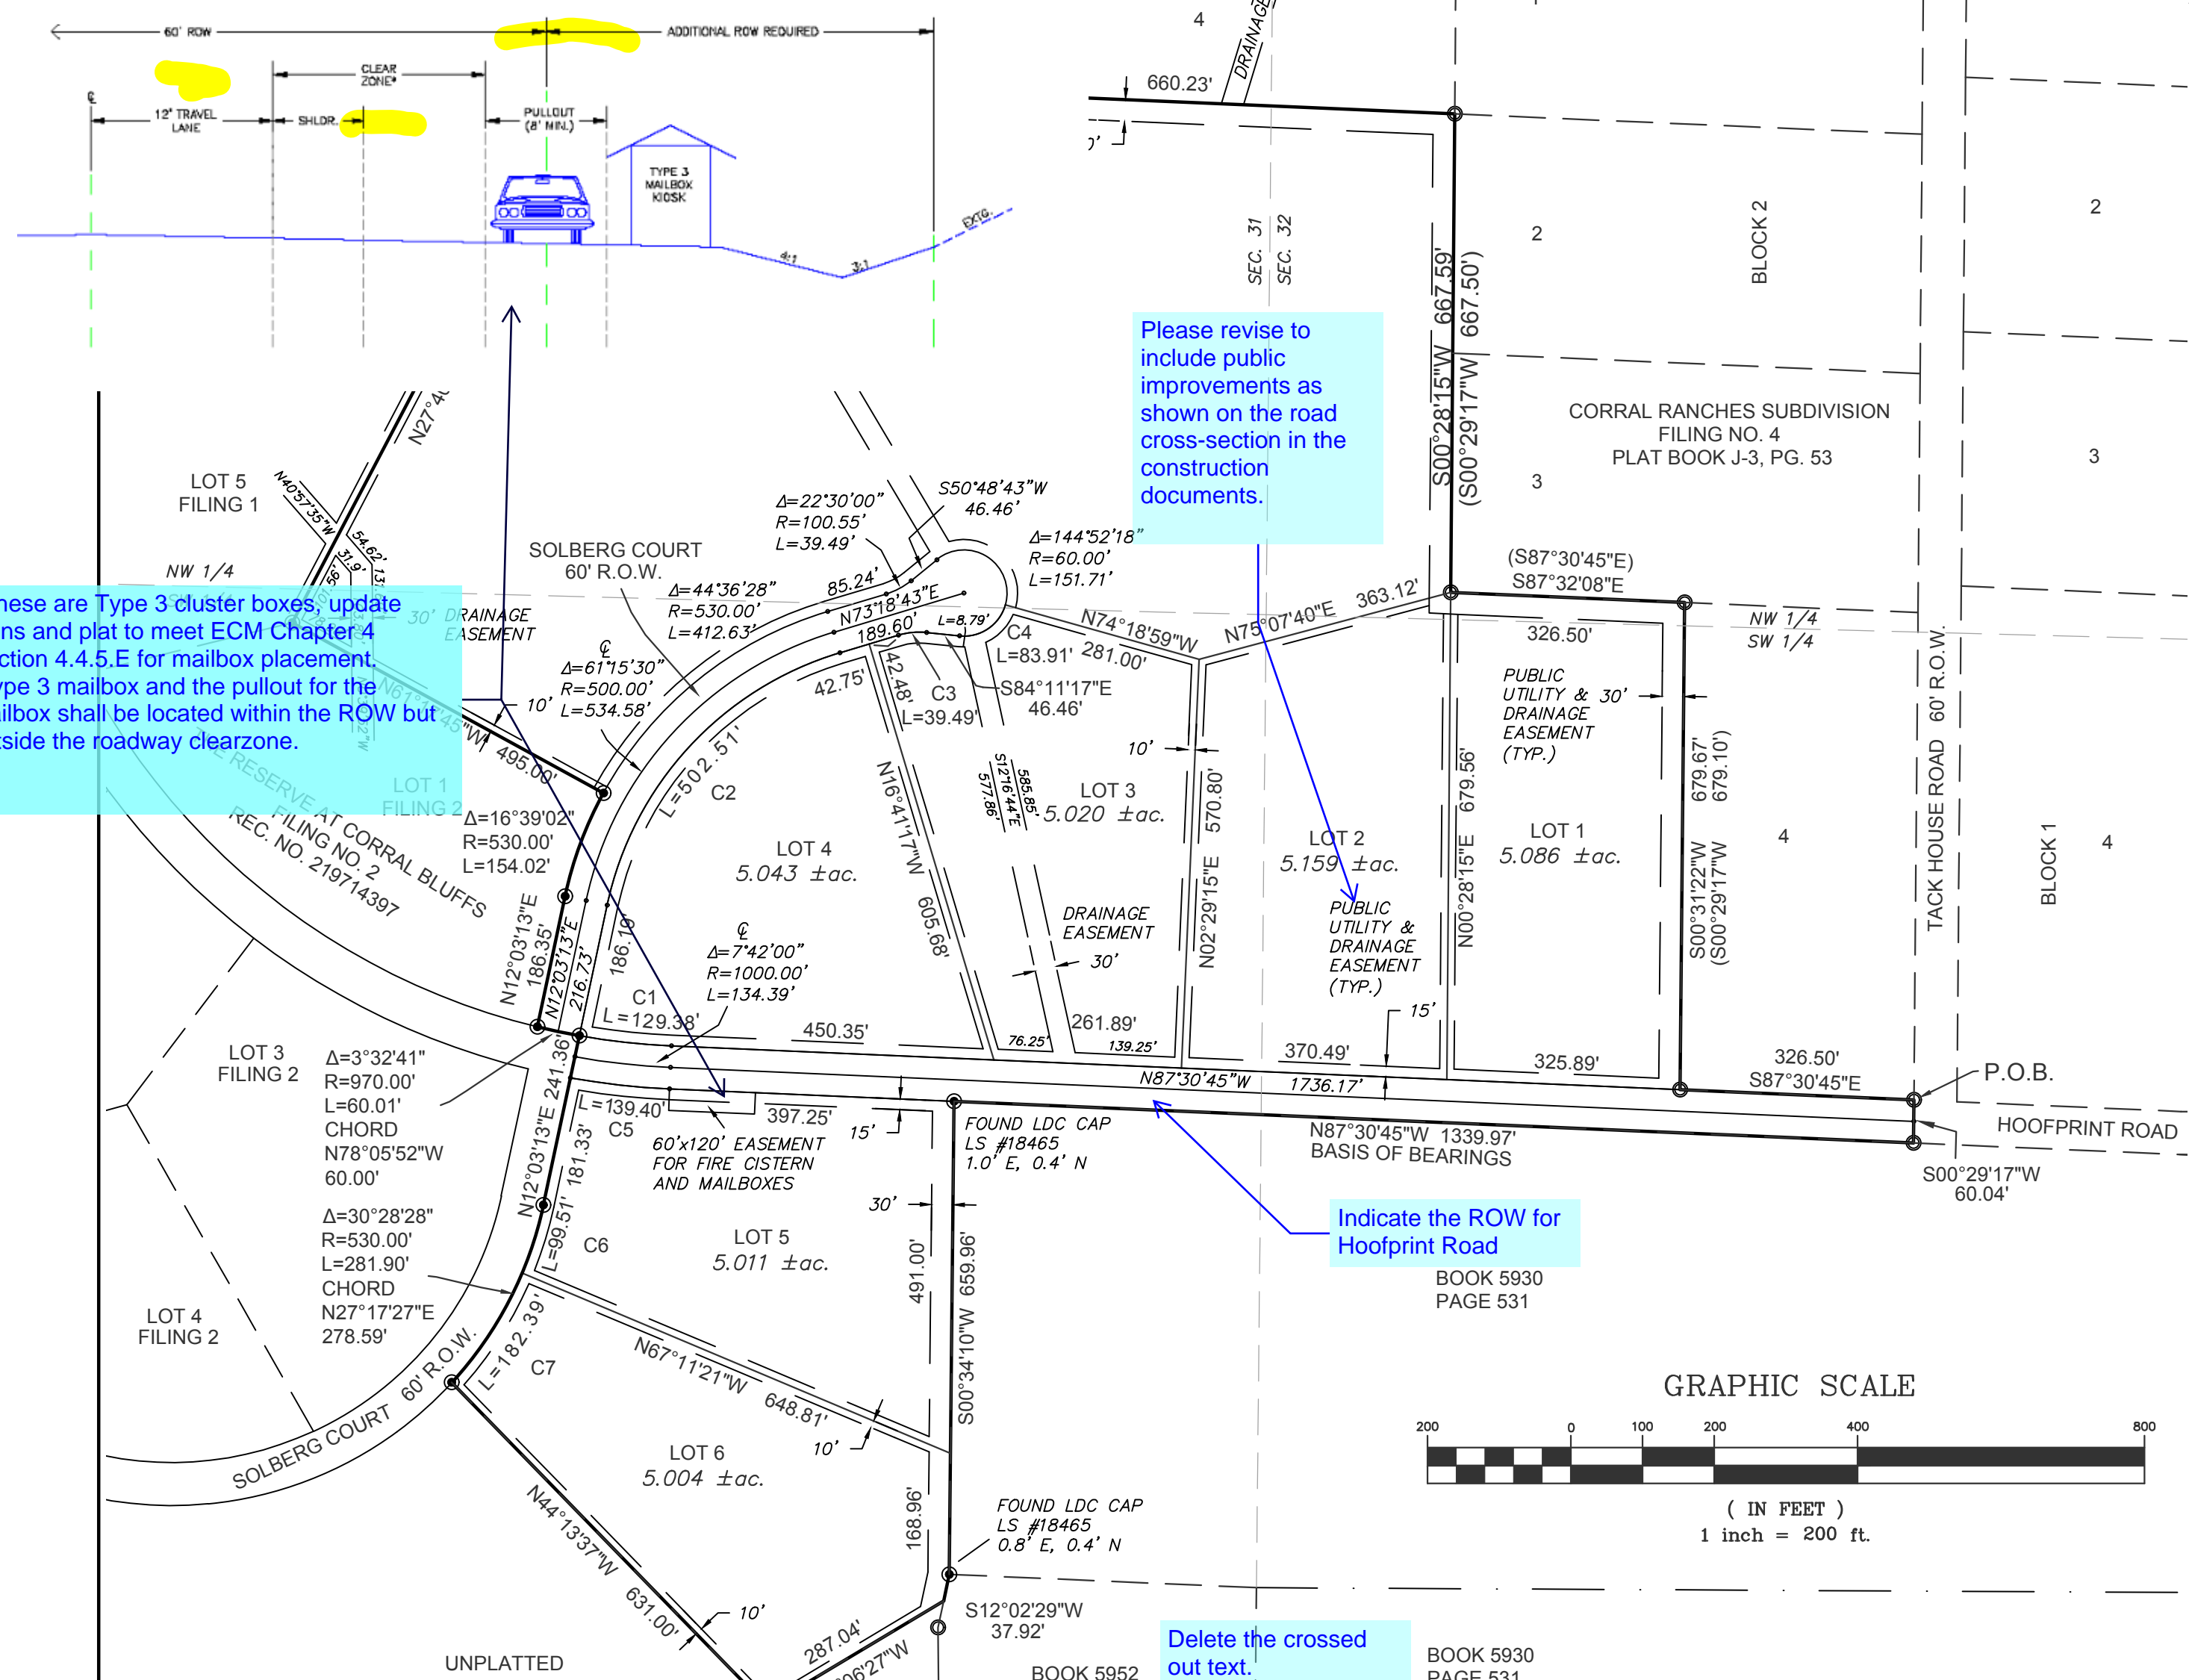 60' ROW
ADDITIONAL ROW REQUIRED
CLEAR
ZONE*
℄
12' TRAVEL
LANE
SHLDR.
PULLOUT
(8' MIN.)
TYPE 3
MAILBOX
KIOSK
4:1
3:1
EXTG.
4
DRAINAGE
660.23'
SEC. 31
SEC. 32
S00°28'15"W 667.59'
(S00°29'17"W 667.50')
2
BLOCK 2
2
Please revise to
include public
improvements as
shown on the road
cross-section in the
construction
documents.
CORRAL RANCHES SUBDIVISION
FILING NO. 4
PLAT BOOK J-3, PG. 53
3
3
LOT 5
FILING 1
N40°57'35"W
54.62'
31.9'
NW 1/4
30' DRAINAGE
EASEMENT
SOLBERG COURT
60' R.O.W.
Δ=22°30'00"
R=100.55'
L=39.49'
S50°48'43"W
46.46'
Δ=144°52'18"
R=60.00'
L=151.71'
Δ=44°36'28"
R=530.00'
L=412.63'
85.24'
N73°18'43"E
189.60'
L=8.79'
℄
Δ=61°15'30"
R=500.00'
L=534.58'
hese are Type 3 cluster boxes, update
ns and plat to meet ECM Chapter 4
ction 4.4.5.E for mailbox placement.
ype 3 mailbox and the pullout for the
ilbox shall be located within the ROW but
tside the roadway clearzone.
10'
495.00'
LOT 1
FILING 2
RESERVE AT CORRAL BLUFFS
FILING NO. 2
REC. NO. 219714397
Δ=16°39'02"
R=530.00'
L=154.02'
42.75'
42.48'
C3
L=39.49'
C4
L=83.91'
S84°11'17"E
46.46'
N74°18'59"W
281.00'
N75°07'40"E 363.12'
(S87°30'45"E)
S87°32'08"E
326.50'
NW 1/4
SW 1/4
PUBLIC
UTILITY & 30'
DRAINAGE
EASEMENT
(TYP.)
TACK HOUSE ROAD 60' R.O.W.
L=502.51'
C2
LOT 4
5.043 ±ac.
N16°41'17"W 605.68'
585.85'
S12°16'44"E
577.86'
10'
LOT 3
5.020 ±ac.
N02°29'15"E 570.80'
LOT 2
5.159 ±ac.
N00°28'15"E 679.56'
LOT 1
5.086 ±ac.
679.67'
679.10')
S00°31'22"W
(S00°29'17"W
4
BLOCK 1
4
DRAINAGE
EASEMENT
30'
PUBLIC
UTILITY &
DRAINAGE
EASEMENT
(TYP.)
15'
N12°03'13"E
186.35'
N12°03'13"E
216.73'
186.19'
℄
Δ=7°42'00"
R=1000.00'
L=134.39'
C1
L=129.38'
450.35'
76.25'
261.89'
139.25'
370.49'
325.89'
326.50'
S87°30'45"E
P.O.B.
N87°30'45"W 1736.17'
HOOFPRINT ROAD
S00°29'17"W
60.04'
LOT 3
FILING 2
Δ=3°32'41"
R=970.00'
L=60.01'
CHORD
N78°05'52"W
60.00'
N12°03'13"E 241.36'
L=139.40'
C5
397.25'
15'
60'x120' EASEMENT
FOR FIRE CISTERN
AND MAILBOXES
FOUND LDC CAP
LS #18465
1.0' E, 0.4' N
N87°30'45"W 1339.97'
BASIS OF BEARINGS
Indicate the ROW for
Hoofprint Road
BOOK 5930
PAGE 531
181.33'
L=99.51'
C6
LOT 5
5.011 ±ac.
30'
491.00'
S00°34'10"W 659.96'
Δ=30°28'28"
R=530.00'
L=281.90'
CHORD
N27°17'27"E
278.59'
LOT 4
FILING 2
SOLBERG COURT 60' R.O.W.
L=182.39'
C7
N67°11'21"W 648.81'
10'
LOT 6
5.004 ±ac.
168.96'
N44°13'37"W 631.00'
10'
FOUND LDC CAP
LS #18465
0.8' E, 0.4' N
GRAPHIC SCALE
200 0 100 200 400 800
( IN FEET )
1 inch = 200 ft.
S12°02'29"W
37.92'
287.04'
06'27"W
UNPLATTED
BOOK 5952
Delete the crossed
out text.
BOOK 5930
PAGE 531